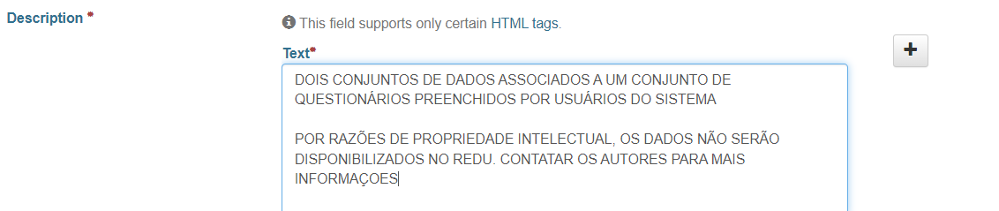 Description *
This field supports only certain HTML tags.
Text*
+
DOIS CONJUNTOS DE DADOS ASSOCIADOS A UM CONJUNTO DE
QUESTIONÁRIOS PREENCHIDOS POR USUÁRIOS DO SISTEMA
POR RAZÕES DE PROPRIEDADE INTELECTUAL, OS DADOS NÃO SERÃO
DISPONIBILIZADOS NO REDU. CONTATAR OS AUTORES PARA MAIS
INFORMAÇOES